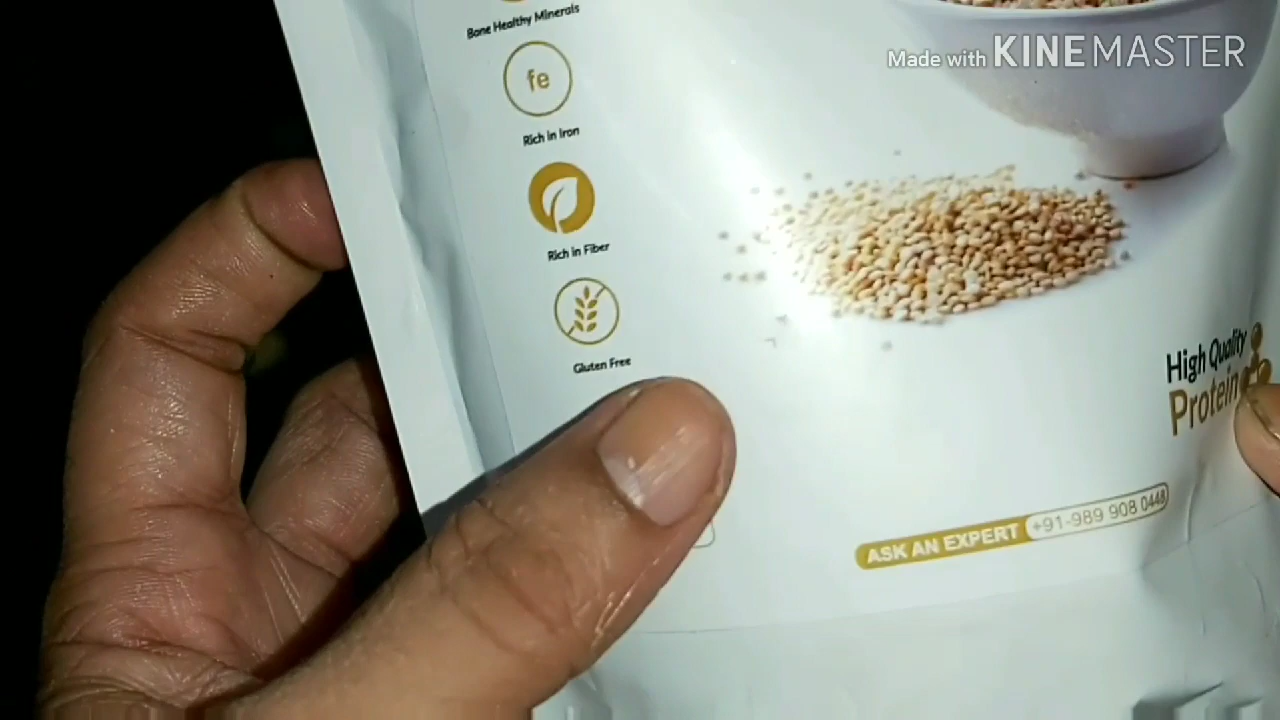 Bone Healthy Minerals
Made with KINEMASTER
fe
Rich in Iron
Rich in Fiber
Gluten Free
High Quality
Protein
ASK AN EXPERT +91-989 908 0448